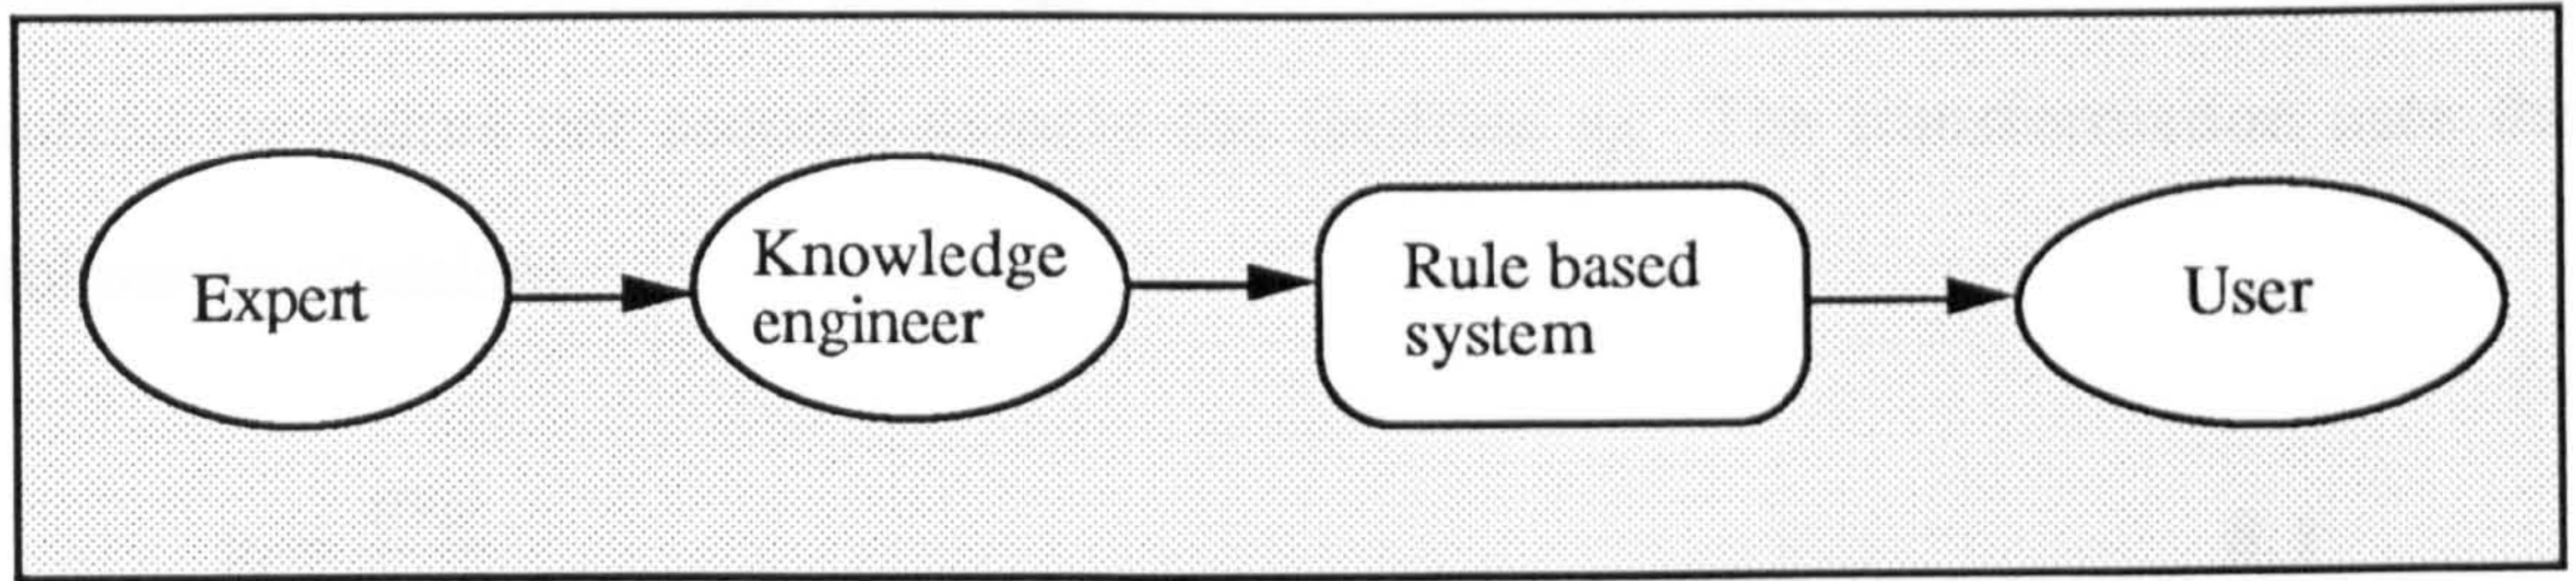 Expert
Knowledge
engineer
Rule based
system
User